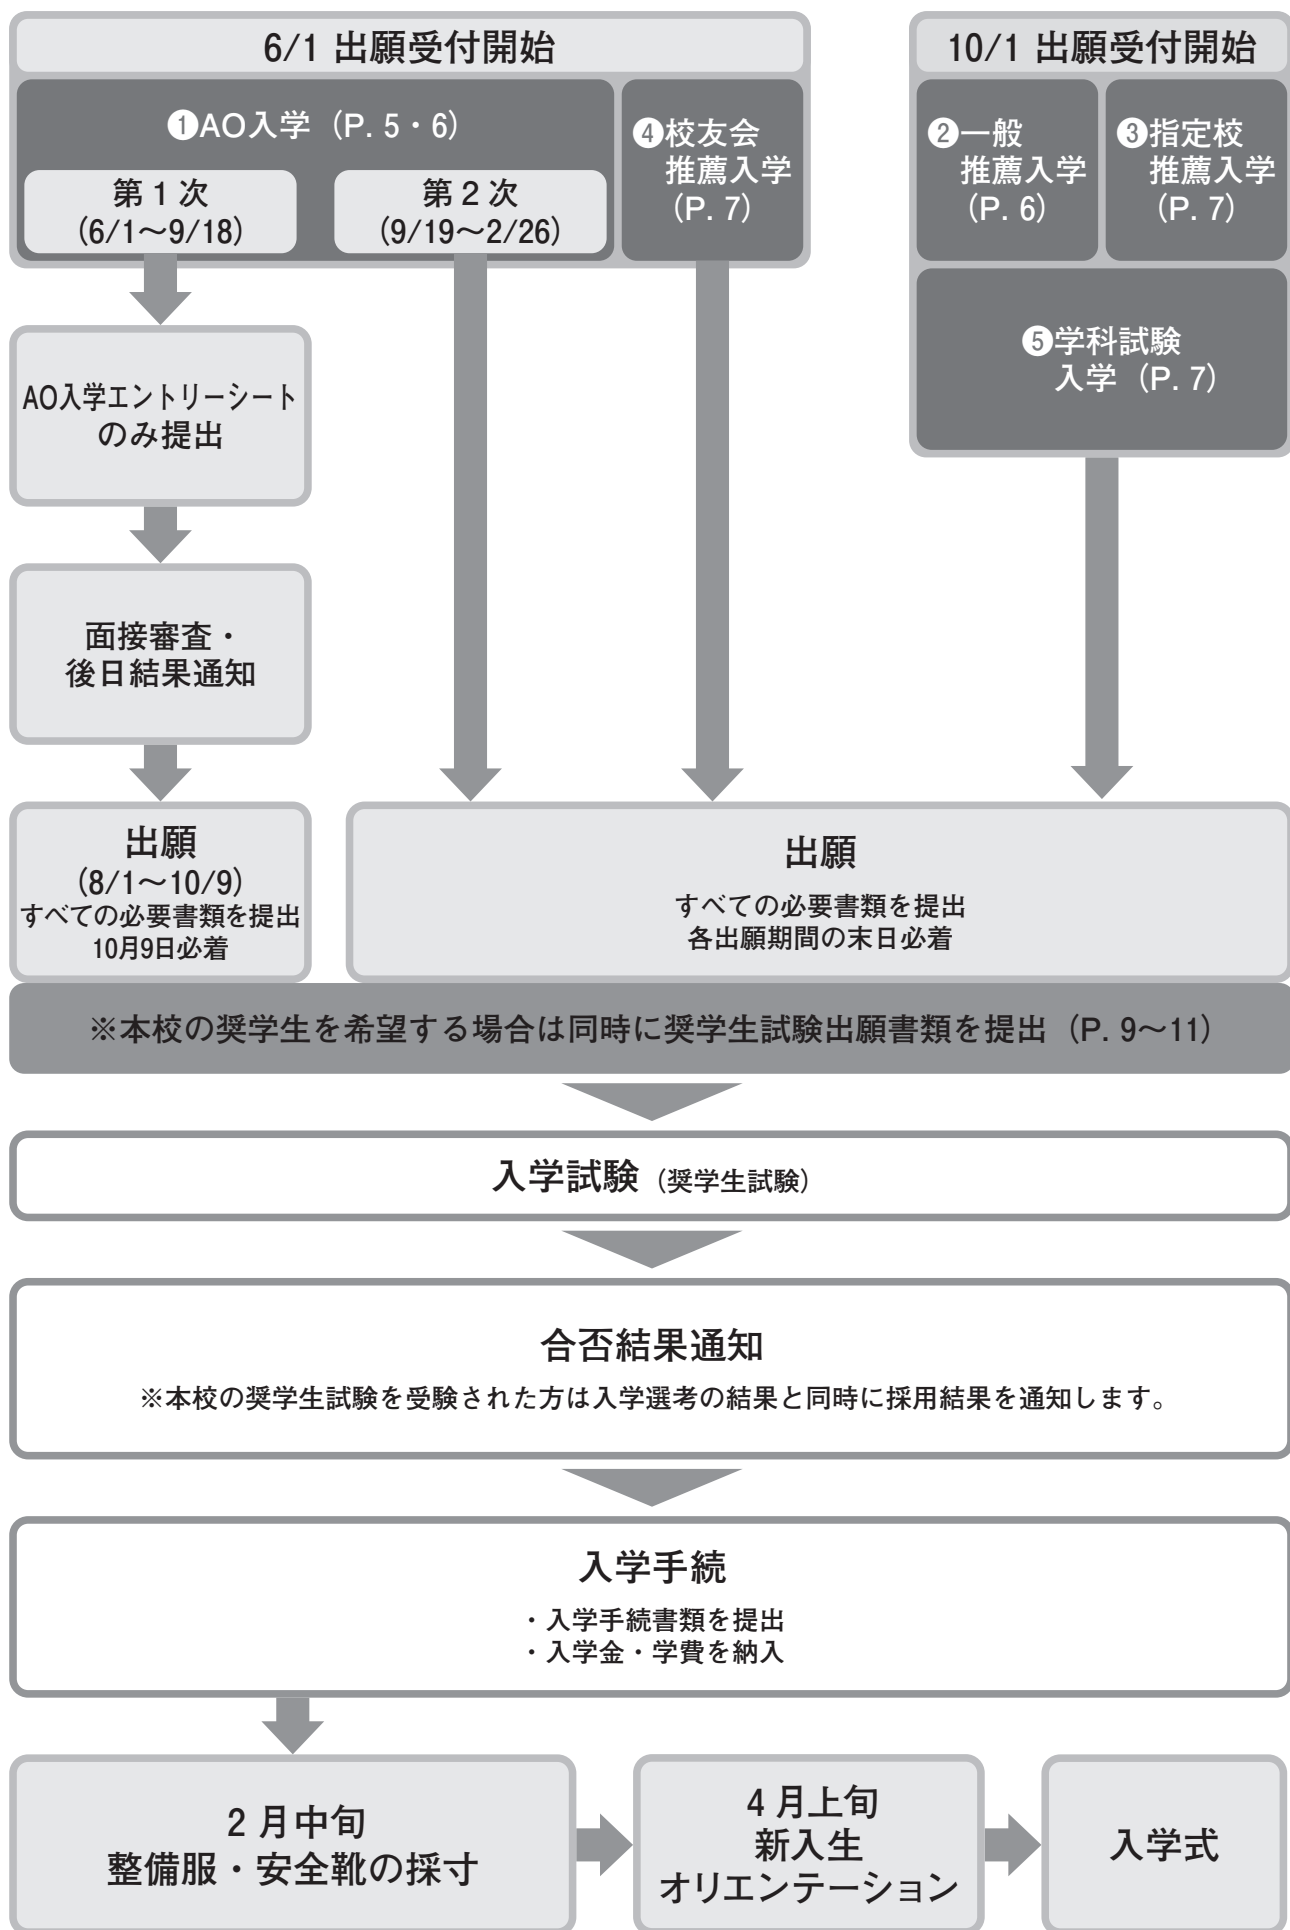 6/1 出願受付開始
❶AO入学（P. 5・6）
第 1 次
(6/1～9/18)
第 2 次
(9/19～2/26)
❹校友会
推薦入学
（P. 7）
10/1 出願受付開始
❷一般
推薦入学
（P. 6）
❸指定校
推薦入学
（P. 7）
❺学科試験
入学（P. 7）
AO入学エントリーシート
のみ提出
面接審査・
後日結果通知
出願
(8/1～10/9)
すべての必要書類を提出
10月9日必着
出願
すべての必要書類を提出
各出願期間の末日必着
※本校の奨学生を希望する場合は同時に奨学生試験出願書類を提出（P. 9～11）
入学試験（奨学生試験）
合否結果通知
※本校の奨学生試験を受験された方は入学選考の結果と同時に採用結果を通知します。
入学手続
・入学手続書類を提出
・入学金・学費を納入
2 月中旬
整備服・安全靴の採寸
4 月上旬
新入生
オリエンテーション
入学式